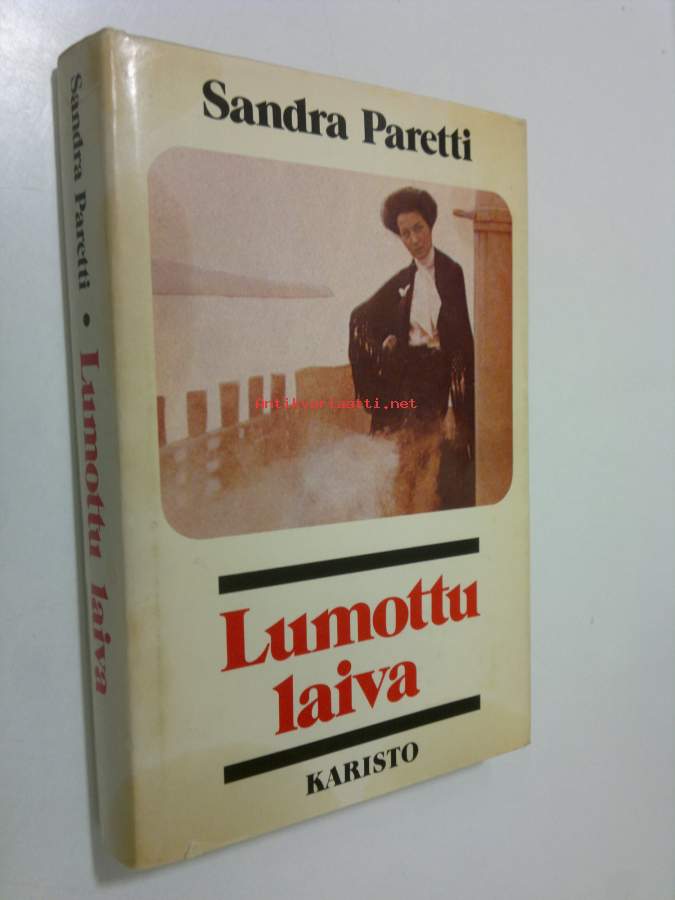 Sandra Paretti
Antikvariaatti.net
Lumottu
laiva
KARISTO
Sandra Paretti • Lumottu laiva